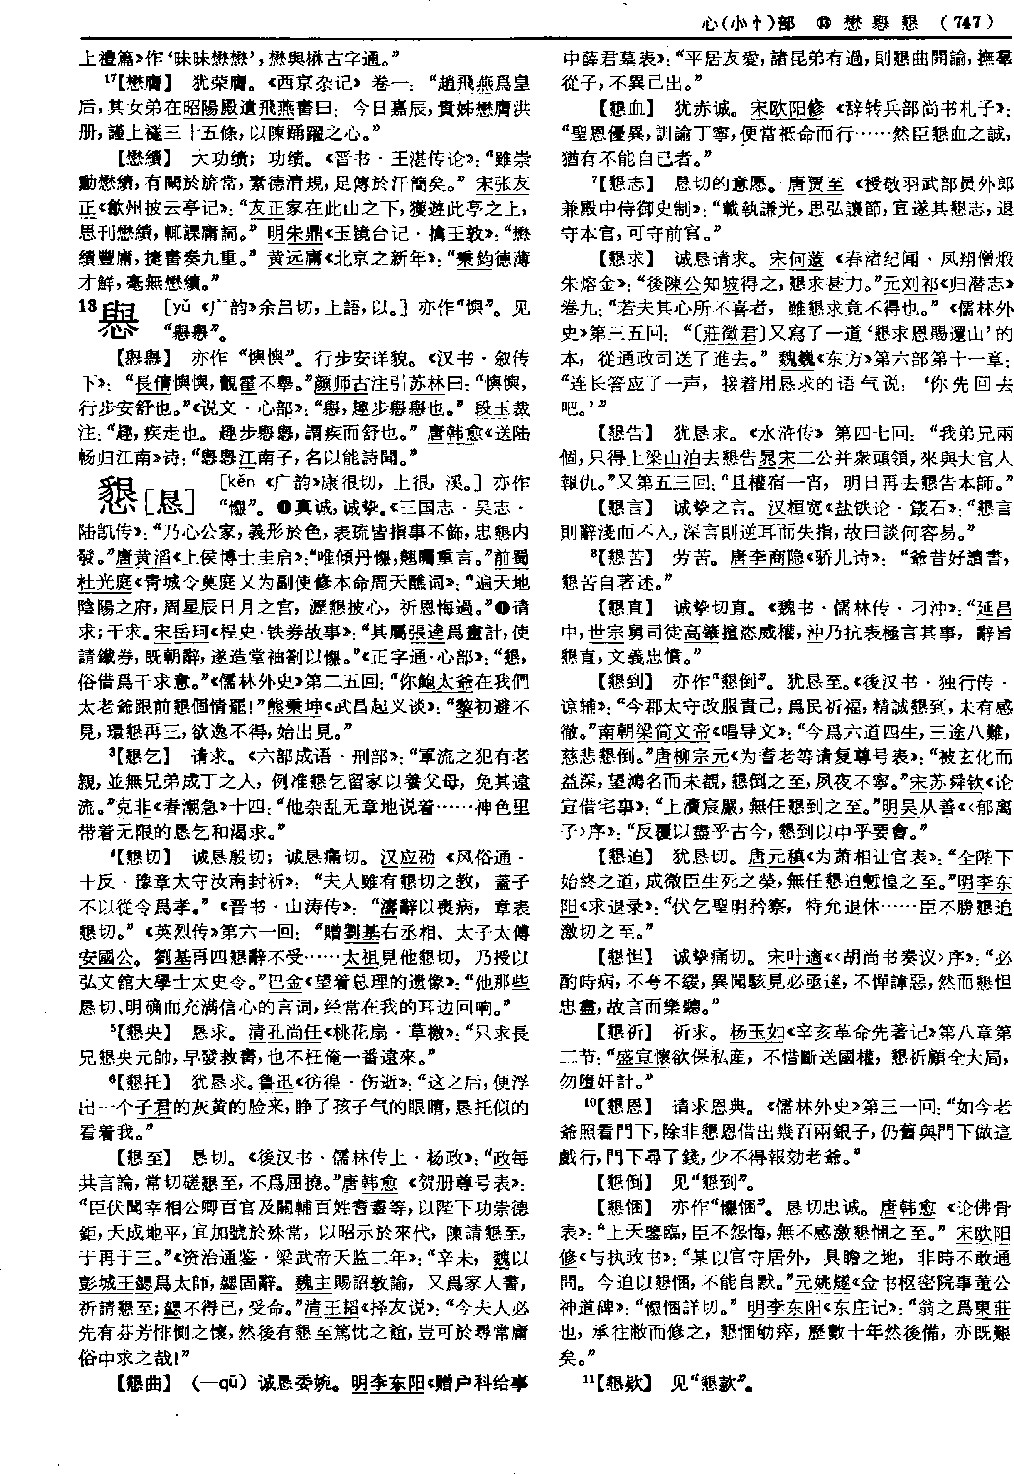 心(小忄)部 ⑬ 懋 懇 懇 (747)
上禮篇》作‘昧昧懋懋’，懋與楙古字通。”
¹⁷【懋膺】 犹荣膺。《西京杂记》卷一：“趙飛燕爲皇
后，其女弟在昭陽殿遺飛燕書曰：今日嘉辰，貴姊懋膺洪
册，謹上襚三十五條，以陳踊躍之心。”
【懋績】 大功绩；功绩。《晋书·王湛传论》：“雖崇
勳懋績，有闕於旂常，素德清規，足傳於汗簡矣。”宋张友
正《歙州披云亭记》：“友正家在此山之下，獲遊此亭之上，
思刊懋績，輒課庸詞。”明朱鼎《玉镜台记·擒王敦》：“懋
績豐庸，捷書奏九重。”黄远庸《北京之新年》：“秉鈞德薄
才鮮，毫無懋績。”
13 懙 [yǔ《广韵》余吕切，上語，以。]亦作“懊”。见
“懙懙”。
【懙懙】 亦作“㦛㦛”。行步安详貌。《汉书·叙传
下》：“長倩㦛㦛，覿霍不舉。”颜师古注引苏林曰：“㦛㦛，
行步安舒也。”《说文·心部》：“懙，趣步懙懙也。”段玉裁
注：“趣，疾走也。趣步懙懙，謂疾而舒也。”唐韩愈《送陆
畅归江南》诗：“懙懙江南子，名以能詩聞。”
懇[恳] [kěn《广韵》康很切，上很，溪。]亦作
“㦡”。❶真诚，诚挚。《三国志·吴志·
陆凯传》：“乃心公家，義形於色，表疏皆指事不飾，忠懇内
發。”唐黄滔《上侯博士圭启》：“唯傾丹懇，翹矚重言。”前蜀
杜光庭《青城令莫庭乂为副使修本命周天醮词》：“遍天地
陰陽之府，周星辰日月之宫，瀝懇披心，祈恩悔過。”❷请
求；干求。宋岳珂《桯史·铁券故事》：“其屬張逵爲畫計，使
請鐵券，既朝辭，遂造堂袖劄以懇。”《正字通·心部》：“懇，
俗借爲干求意。”《儒林外史》第二五回：“你鮑太爺在我們
太老爺跟前懇個情罷！”熊秉坤《武昌起义谈》：“黎初避不
見，環懇再三，欲逸不得，始出見。”
³【懇乞】 请求。《六部成语·刑部》：“軍流之犯有老
親，並無兄弟成丁之人，例准懇乞留家以養父母，免其遠
流。”克非《春潮急》十四：“他杂乱无章地说着……神色里
带着无限的恳乞和渴求。”
⁴【懇切】 诚恳殷切；诚恳痛切。汉应劭《风俗通·
十反·豫章太守汝南封祈》：“夫人雖有懇切之教，蓋子
不以從令爲孝。”《晋书·山涛传》：“濤辭以喪病，章表
懇切。”《英烈传》第六一回：“贈劉基右丞相、太子太傅
安國公。劉基再四懇辭不受……太祖見他懇切，乃授以
弘文館大學士太史令。”巴金《望着总理的遗像》：“他那些
恳切、明确而充满信心的言词，经常在我的耳边回响。”
⁵【懇央】 恳求。清孔尚任《桃花扇·草檄》：“只求長
兄懇央元帥，早發救書，也不枉俺一番遠來。”
⁶【懇托】 犹恳求。鲁迅《彷徨·伤逝》：“这之后，便浮
出一个子君的灰黄的脸来，睁了孩子气的眼睛，恳托似的
看着我。”
【懇至】 恳切。《後汉书·儒林传上·杨政》：“政每
共言論，常切磋懇至，不爲屈撓。”唐韩愈《贺册尊号表》：
“臣伏聞宰相公卿百官及關輔百姓耆耋等，以陛下功崇德
鉅，天成地平，宜加號於殊常，以昭示於來代，陳請懇至，
于再于三。”《资治通鉴·梁武帝天监二年》：“辛未，魏以
彭城王勰爲太師，勰固辭。魏主賜詔敦諭，又爲家人書，
祈請懇至；勰不得已，受命。”清王韬《择友说》：“今夫人必
先有芬芳悱恻之懷，然後有懇至篤忱之誼，豈可於尋常庸
俗中求之哉！”
【懇曲】 (—qū) 诚恳委婉。明李东阳《赠户科给事
中薛君墓表》：“平居友愛，諸昆弟有過，則懇曲開諭，撫羣
從子，不異己出。”
【懇血】 犹赤诚。宋欧阳修《辞转兵部尚书札子》：
“聖恩優異，訓諭丁寧，便當祗命而行……然臣懇血之誠，
猶有不能自己者。”
⁷【懇志】 恳切的意愿。唐贾至《授敬羽武部员外郎
兼殿中侍御史制》：“載執謙光，思弘讓節，宜遂其懇志，退
守本官，可守前官。”
【懇求】 诚恳请求。宋何薳《春渚纪闻·凤翔僧煅
朱熔金》：“後陳公知坡得之，懇求甚力。”元刘祁《归潜志》
卷九：“若夫其心所不喜者，雖懇求竟不得也。”《儒林外
史》第三五回：“〔莊徵君〕又寫了一道‘懇求恩賜還山’的
本，從通政司送了進去。”魏巍《东方》第六部第十一章：
“连长答应了一声，接着用恳求的语气说：‘你先回去
吧。’”
【懇告】 犹恳求。《水浒传》第四七回：“我弟兄兩
個，只得上梁山泊去懇告晁宋二公并衆頭領，來與大官人
報仇。”又第五三回：“且權宿一宵，明日再去懇告本師。”
【懇言】 诚挚之言。汉桓宽《盐铁论·箴石》：“懇言
則辭淺而不入，深言則逆耳而失指，故曰談何容易。”
⁸【懇苦】 劳苦。唐李商隐《骄儿诗》：“爺昔好讀書，
懇苦自著述。”
【懇直】 诚挚切直。《魏书·儒林传·刁冲》：“延昌
中，世宗舅司徒高肇擅恣威權，沖乃抗表極言其事，辭旨
懇直，文義忠憤。”
【懇到】 亦作“懇倒”。犹恳至。《後汉书·独行传·
谅辅》：“今郡太守改服責己，爲民祈福，精誠懇到，未有感
徹。”南朝梁简文帝《唱导文》：“今爲六道四生，三途八難，
慈悲懇倒。”唐柳宗元《为耆老等请复尊号表》：“被玄化而
益深，望鴻名而未覩，懇倒之至，夙夜不寧。”宋苏舜钦《论
宣借宅事》：“上瀆宸嚴，無任懇到之至。”明吴从善《〈郁离
子〉序》：“反覆以盡乎古今，懇到以中乎要會。”
【懇迫】 犹恳切。唐元稹《为萧相让官表》：“全陛下
始終之道，成微臣生死之榮，無任懇迫慙惶之至。”明李东
阳《求退录》：“伏乞聖明矜察，特允退休……臣不勝懇迫
激切之至。”
【懇怛】 诚挚痛切。宋叶適《〈胡尚书奏议〉序》：“必
酌時病，不夸不緩，異聞駭見必亟逹，不憚諱惡，然而懇怛
忠盡，故言而樂聽。”
【懇祈】 祈求。杨玉如《辛亥革命先著记》第八章第
二节：“盛宣懷欲保私産，不惜斷送國權，懇祈顧全大局，
勿墮奸計。”
¹⁰【懇恩】 请求恩典。《儒林外史》第三一回：“如今老
爺照看門下，除非懇恩借出幾百兩銀子，仍舊與門下做這
戲行，門下尋了錢，少不得報効老爺。”
【懇倒】 见“懇到”。
【懇悃】 亦作“㦡悃”。恳切忠诚。唐韩愈《论佛骨
表》：“上天鑒臨，臣不怨悔，無不感激懇悃之至。”宋欧阳
修《与执政书》：“某以官守居外，具瞻之地，非時不敢通
問。今迫以懇悃，不能自默。”元姚燧《佥书枢密院事董公
神道碑》：“㦡悃詳切。”明李东阳《东庄记》：“翁之爲東莊
也，承往敝而修之，懇悃劬瘁，歷數十年然後備，亦既艱
矣。”
¹¹【懇欵】 见“懇款”。